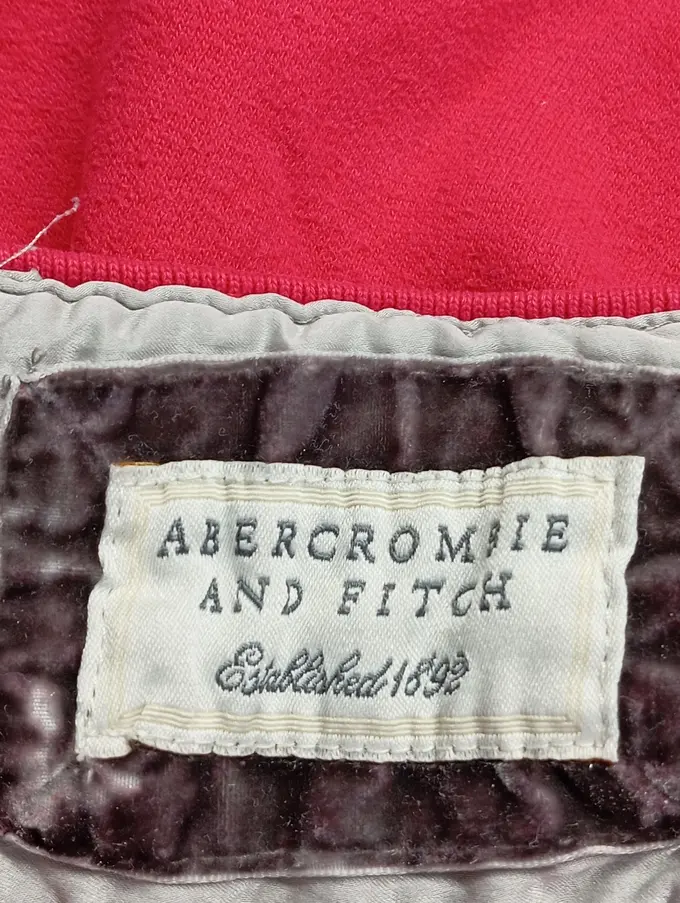 ABERCROMBIE
AND FITCH
Established 1892